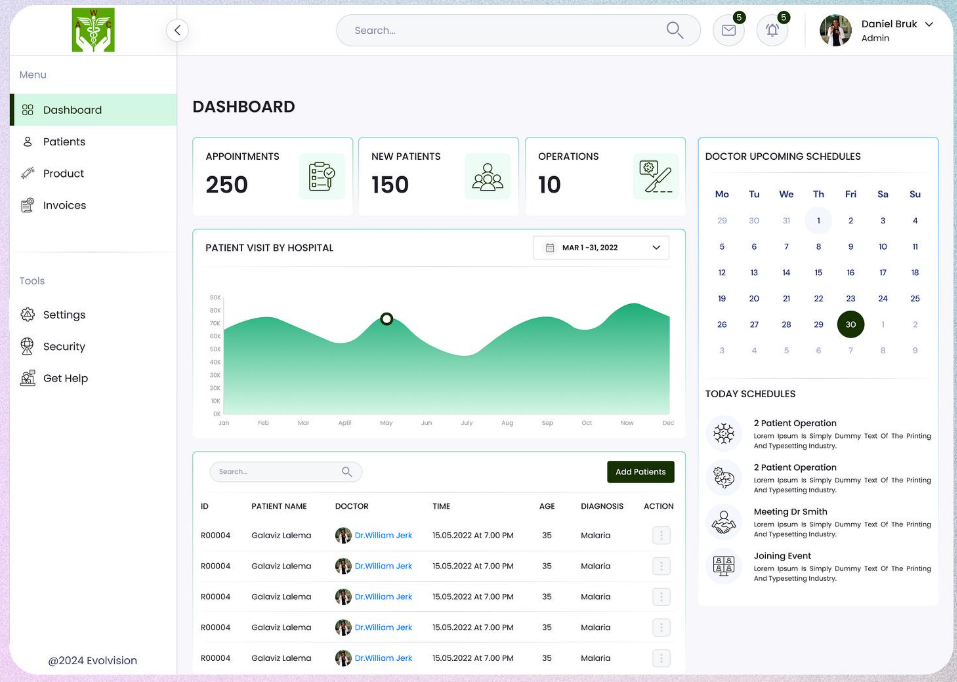 W
A C
Search...
5
5
Daniel Bruk
Admin
Menu
Dashboard
Patients
Product
Invoices
Tools
Settings
Security
Get Help
@2024 Evolvision
DASHBOARD
APPOINTMENTS
250
NEW PATIENTS
150
OPERATIONS
10
PATIENT VISIT BY HOSPITAL
MAR 1 -31, 2022
90K
80K
70K
60K
50K
40K
30K
20K
10K
0K
Jan Feb Mar April May Jun July Aug Sep Oct Now Dec
Search...
Add Patients
ID PATIENT NAME DOCTOR TIME AGE DIAGNOSIS ACTION
R00004 Galaviz Lalema Dr.William Jerk 15.05.2022 At 7.00 PM 35 Malaria
R00004 Galaviz Lalema Dr.William Jerk 15.05.2022 At 7.00 PM 35 Malaria
R00004 Galaviz Lalema Dr.William Jerk 15.05.2022 At 7.00 PM 35 Malaria
R00004 Galaviz Lalema Dr.William Jerk 15.05.2022 At 7.00 PM 35 Malaria
R00004 Galaviz Lalema Dr.William Jerk 15.05.2022 At 7.00 PM 35 Malaria
DOCTOR UPCOMING SCHEDULES
Mo Tu We Th Fri Sa Su
29 30 31 1 2 3 4
5 6 7 8 9 10 11
12 13 14 15 16 17 18
19 20 21 22 23 24 25
26 27 28 29 30 1 2
3 4 5 6 7 8 9
TODAY SCHEDULES
2 Patient Operation
Lorem Ipsum Is Simply Dummy Text Of The Printing
And Typesetting Industry.
2 Patient Operation
Lorem Ipsum Is Simply Dummy Text Of The Printing
And Typesetting Industry.
Meeting Dr Smith
Lorem Ipsum Is Simply Dummy Text Of The Printing
And Typesetting Industry.
Joining Event
Lorem Ipsum Is Simply Dummy Text Of The Printing
And Typesetting Industry.